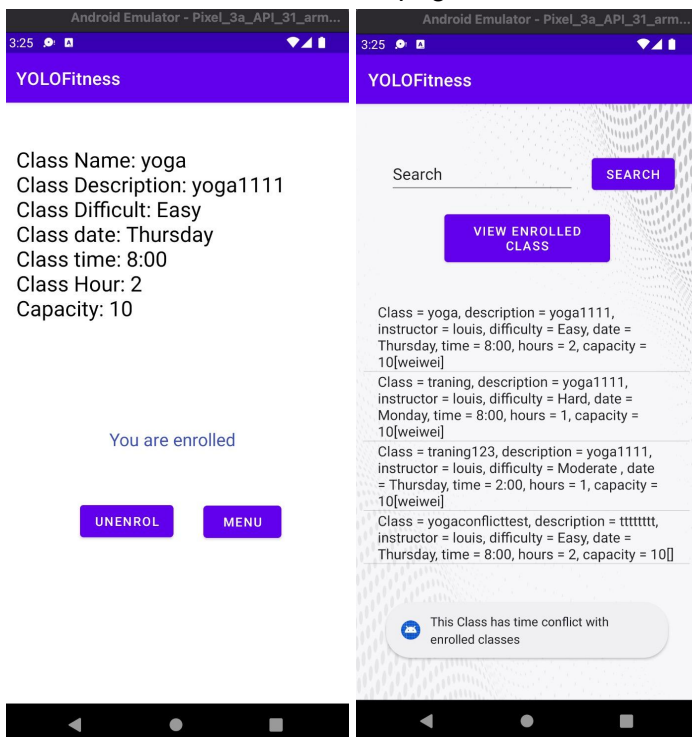 Android Emulator - Pixel_3a_API_31_arm...
3:25
YOLOFitness
Class Name: yoga
Class Description: yoga1111
Class Difficult: Easy
Class date: Thursday
Class time: 8:00
Class Hour: 2
Capacity: 10
You are enrolled
UNENROL
MENU
Android Emulator - Pixel_3a_API_31_arm...
3:25
YOLOFitness
Search
SEARCH
VIEW ENROLLED
CLASS
Class = yoga, description = yoga1111,
instructor = louis, difficulty = Easy, date =
Thursday, time = 8:00, hours = 2, capacity =
10[weiwei]
Class = traning, description = yoga1111,
instructor = louis, difficulty = Hard, date =
Monday, time = 8:00, hours = 1, capacity =
10[weiwei]
Class = traning123, description = yoga1111,
instructor = louis, difficulty = Moderate , date
= Thursday, time = 2:00, hours = 1, capacity =
10[weiwei]
Class = yogaconflicttest, description = tttttttt,
instructor = louis, difficulty = Easy, date =
Thursday, time = 8:00, hours = 2, capacity = 10[]
This Class has time conflict with
enrolled classes